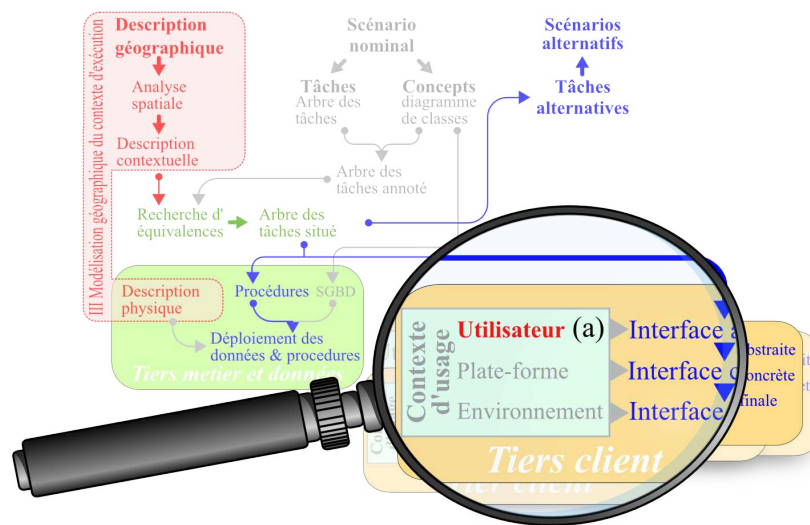 Description
géographique
Analyse
spatiale
Description
contextuelle
III Modélisation géographique du contexte d'exécution
Scénario
nominal
Tâches
Arbre des
tâches
Concepts
diagramme
de classes
Arbre des
tâches annoté
Scénarios
alternatifs
Tâches
alternatives
Recherche d'
équivalences
Arbre des
tâches situé
Description
physique
Procédures
SGBD
Déploiement des
données & procedures
Tiers metier et données
Contexte
d'usage
Utilisateur (a)
Plate-forme
Environnement
Interface a
bstraite
Interface c
oncrète
Interface
finale
Tiers client